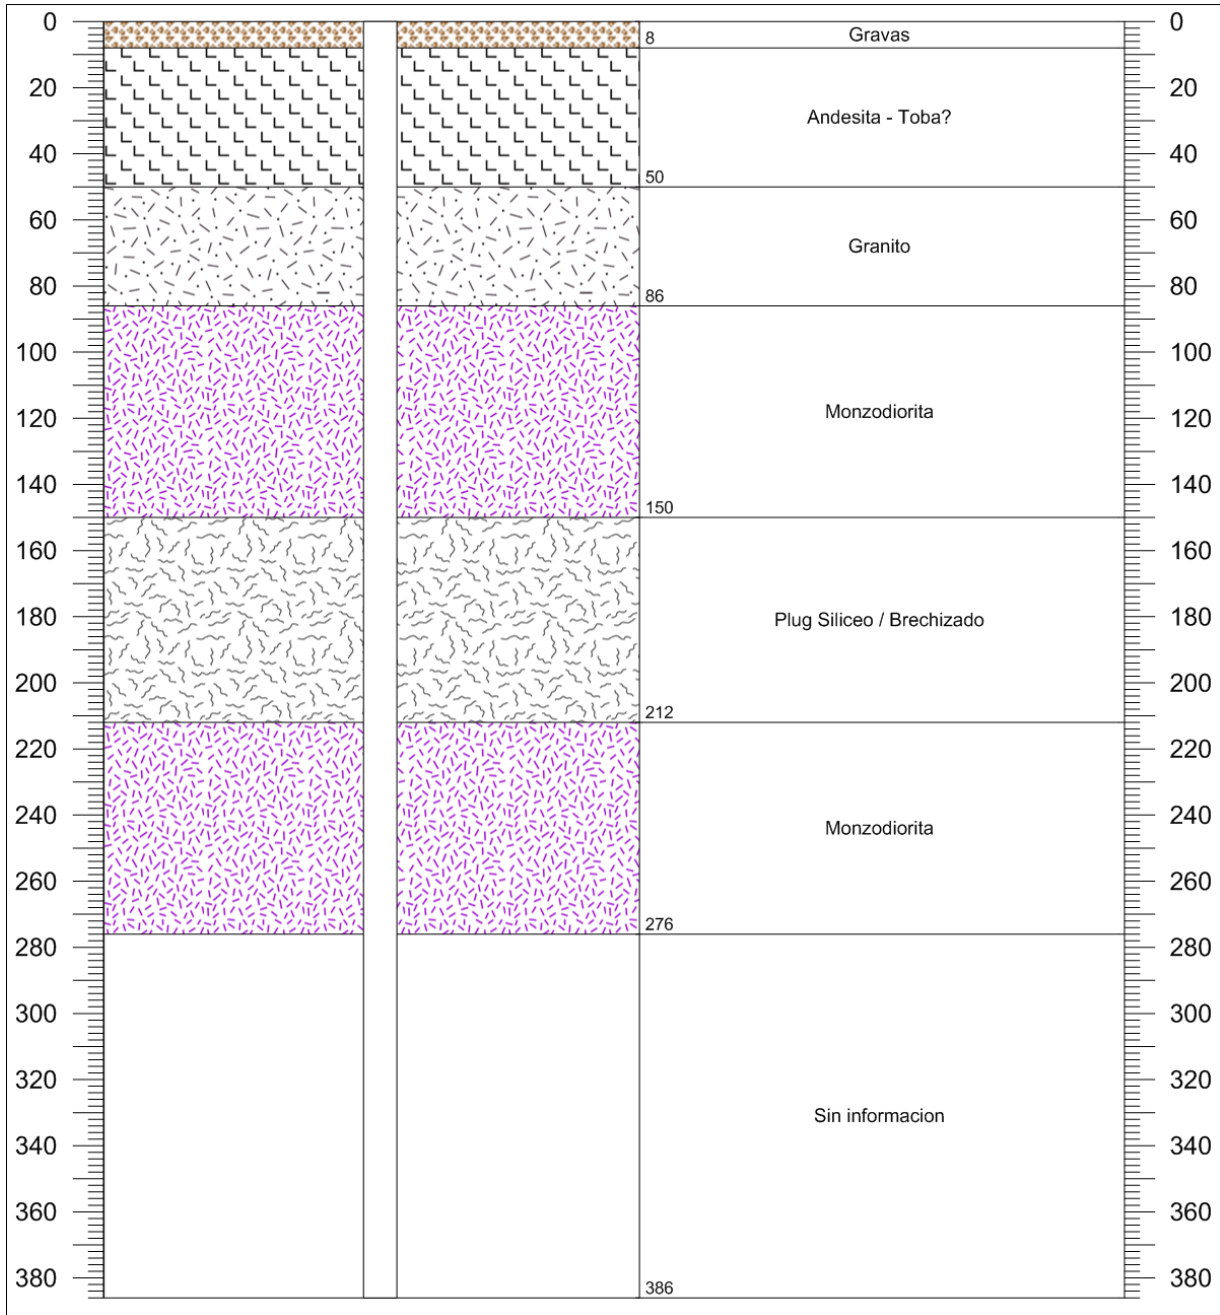 0 8 Gravas 0
20 Andesita - Toba? 20
40 50 40
60 Granito 60
80 86 80
100 100
120 Monzodiorita 120
140 150 140
160 160
180 Plug Siliceo / Brechizado 180
200 212 200
220 220
240 Monzodiorita 240
260 276 260
280 280
300 300
320 Sin informacion 320
340 340
360 360
380 386 380